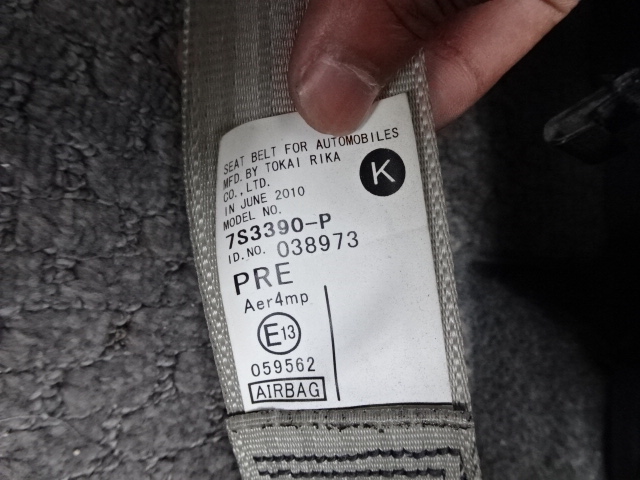 SEAT BELT FOR AUTOMOBILES
MFD. BY TOKAI RIKA
CO., LTD.
K
IN JUNE 2010
MODEL NO.
7S3390-P
ID. NO. 038973
PRE
Aer4mp
E13
059562
AIRBAG